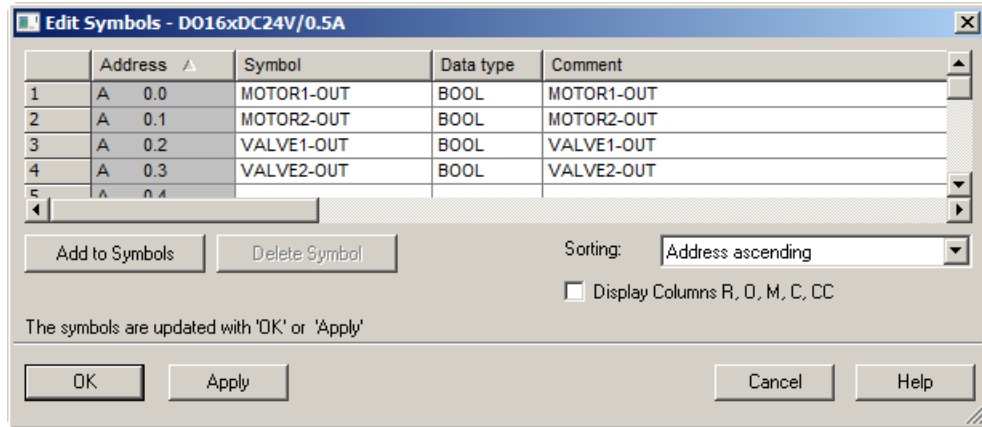 Edit Symbols - DO16xDC24V/0.5A
Address Symbol Data type Comment
1 A 0.0 MOTOR1-OUT BOOL MOTOR1-OUT
2 A 0.1 MOTOR2-OUT BOOL MOTOR2-OUT
3 A 0.2 VALVE1-OUT BOOL VALVE1-OUT
4 A 0.3 VALVE2-OUT BOOL VALVE2-OUT
5 A 0.4
Add to Symbols Delete Symbol Sorting: Address ascending
Display Columns R, O, M, C, CC
The symbols are updated with 'OK' or 'Apply'
OK Apply Cancel Help